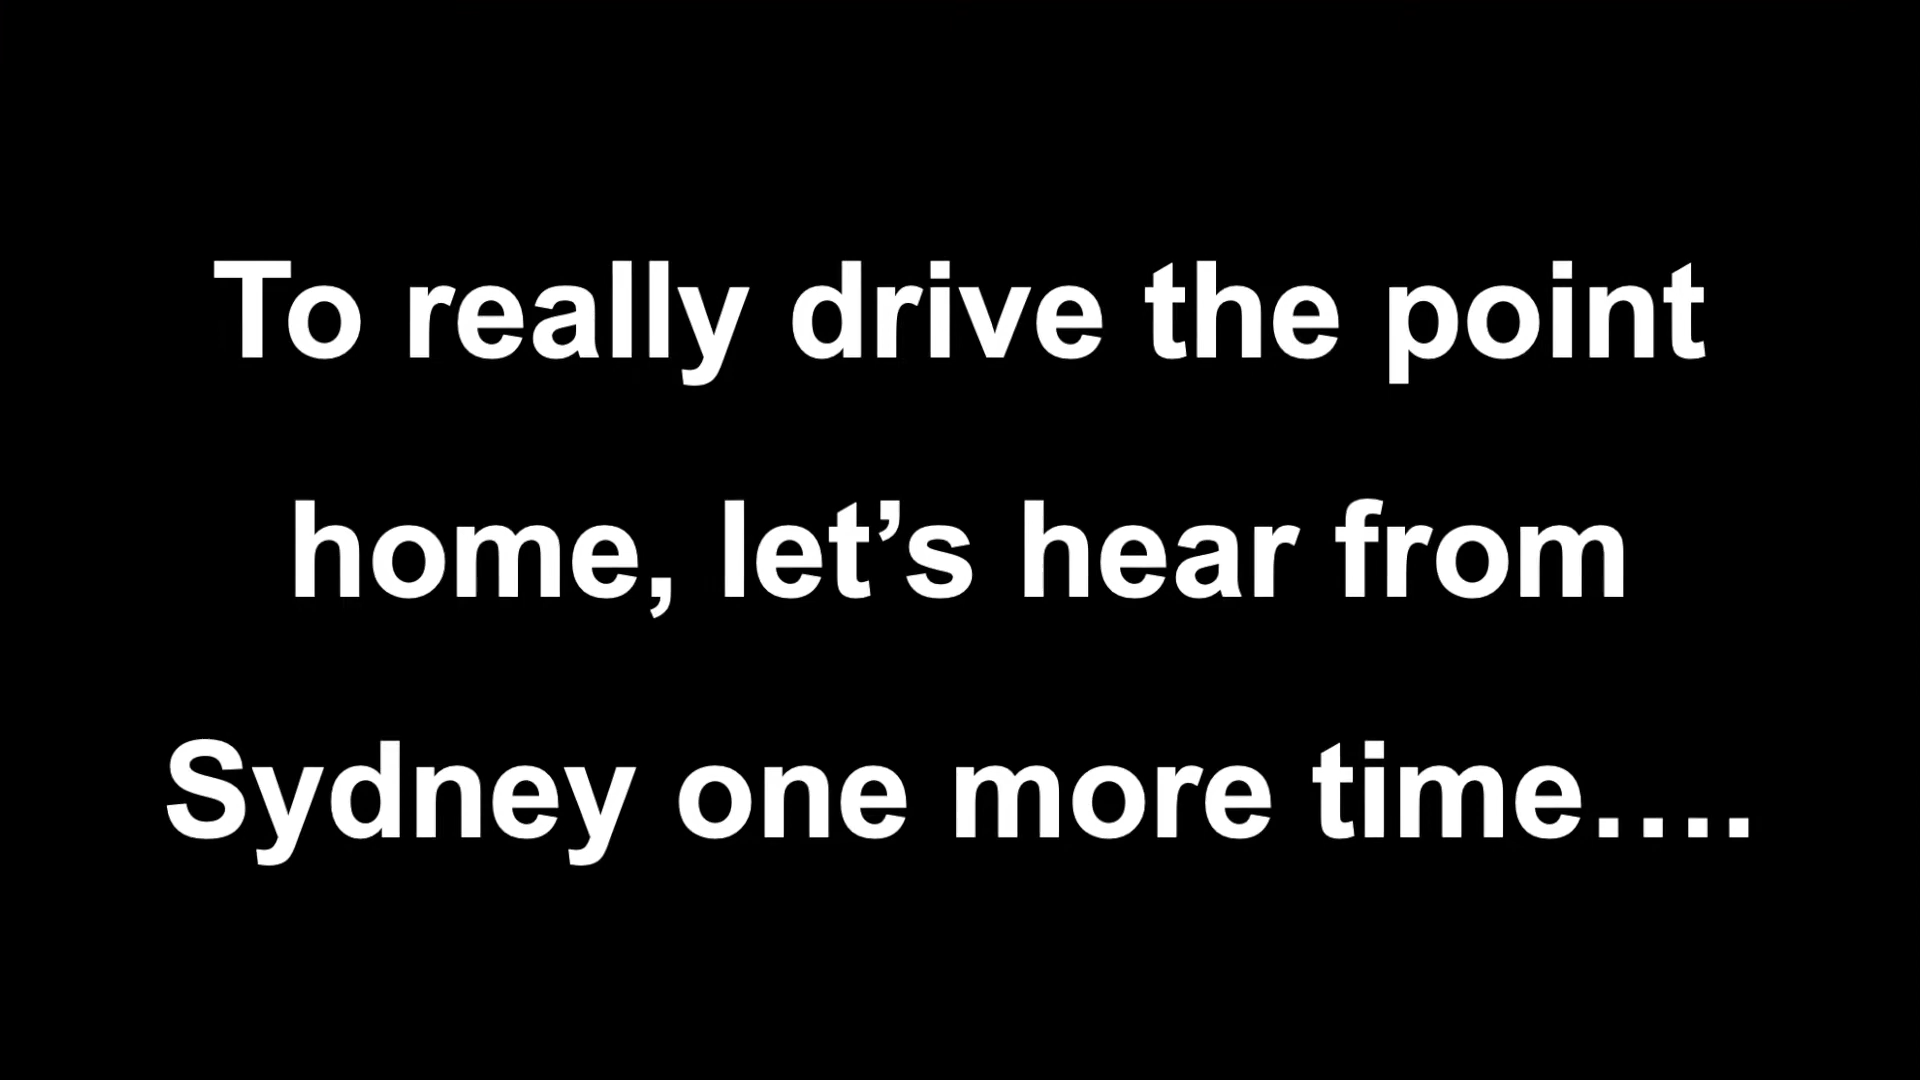 To really drive the point
home, let’s hear from
Sydney one more time….